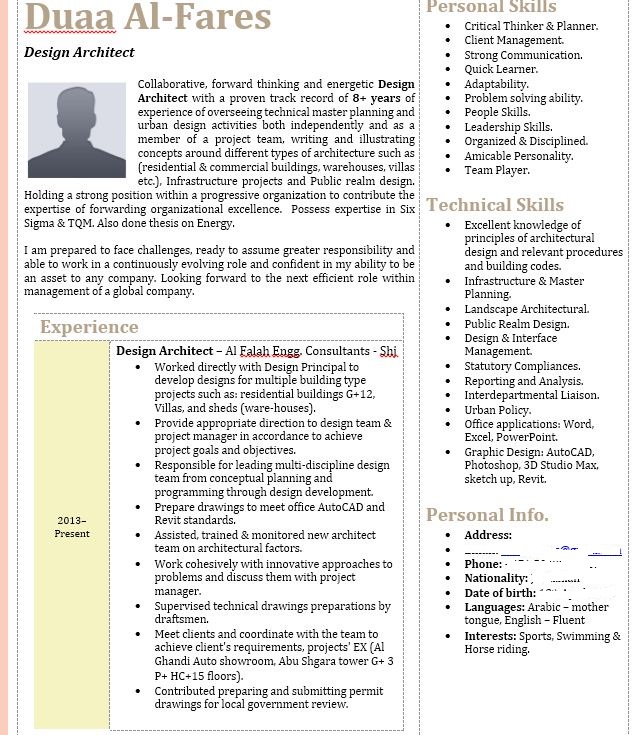 Duaa Al-Fares
Design Architect
Collaborative, forward thinking and energetic Design
Architect with a proven track record of 8+ years of
experience of overseeing technical master planning and
urban design activities both independently and as a
member of a project team, writing and illustrating
concepts around different types of architecture such as
(residential & commercial buildings, warehouses, villas
etc.), Infrastructure projects and Public realm design.
Holding a strong position within a progressive organization to contribute the
expertise of forwarding organizational excellence. Possess expertise in Six
Sigma & TQM. Also done thesis on Energy.
I am prepared to face challenges, ready to assume greater responsibility and
able to work in a continuously evolving role and confident in my ability to be
an asset to any company. Looking forward to the next efficient role within
management of a global company.
Experience
2013–
Present
Design Architect – Al Falah Engg. Consultants - Shj
• Worked directly with Design Principal to
develop designs for multiple building type
projects such as: residential buildings G+12,
Villas, and sheds (ware-houses).
• Provide appropriate direction to design team &
project manager in accordance to achieve
project goals and objectives.
• Responsible for leading multi-discipline design
team from conceptual planning and
programming through design development.
• Prepare drawings to meet office AutoCAD and
Revit standards.
• Assisted, trained & monitored new architect
team on architectural factors.
• Work cohesively with innovative approaches to
problems and discuss them with project
manager.
• Supervised technical drawings preparations by
draftsmen.
• Meet clients and coordinate with the team to
achieve client's requirements, projects' EX (Al
Ghandi Auto showroom, Abu Shgara tower G+ 3
P+ HC+15 floors).
• Contributed preparing and submitting permit
drawings for local government review.
Personal Skills
• Critical Thinker & Planner.
• Client Management.
• Strong Communication.
• Quick Learner.
• Adaptability.
• Problem solving ability.
• People Skills.
• Leadership Skills.
• Organized & Disciplined.
• Amicable Personality.
• Team Player.
Technical Skills
• Excellent knowledge of
principles of architectural
design and relevant procedures
and building codes.
• Infrastructure & Master
Planning.
• Landscape Architectural.
• Public Realm Design.
• Design & Interface
Management.
• Statutory Compliances.
• Reporting and Analysis.
• Interdepartmental Liaison.
• Urban Policy.
• Office applications: Word,
Excel, PowerPoint.
• Graphic Design: AutoCAD,
Photoshop, 3D Studio Max,
sketch up, Revit.
Personal Info.
• Address:
• Phone:
• Nationality:
• Date of birth:
• Languages: Arabic – mother
tongue, English – Fluent
• Interests: Sports, Swimming &
Horse riding.